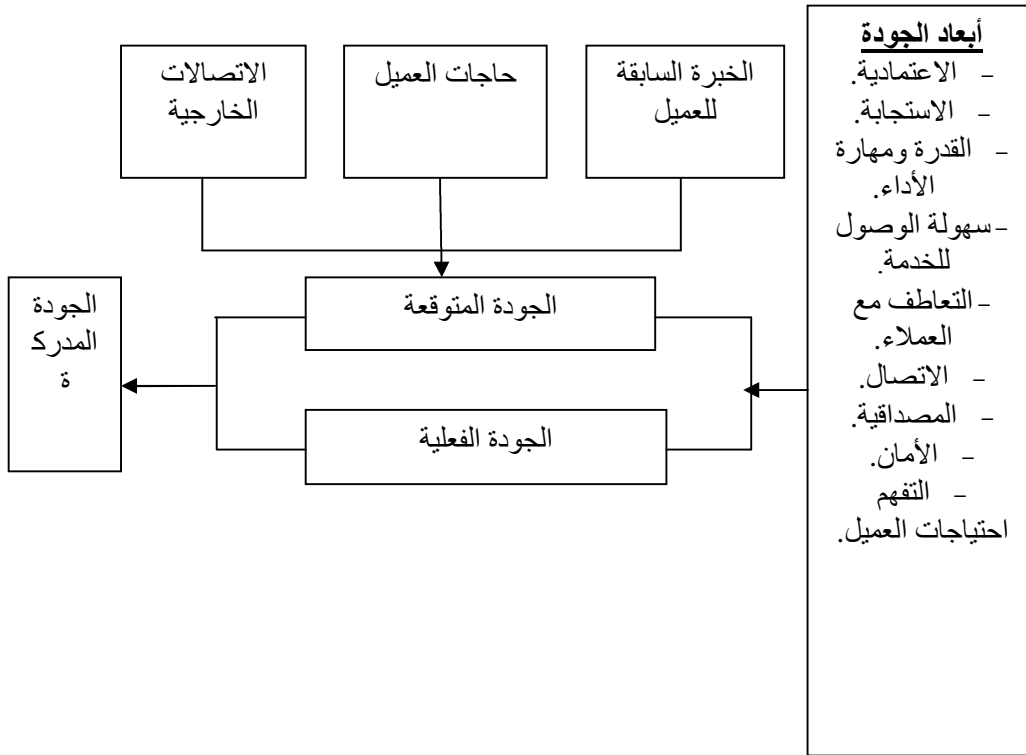 أبعاد الجودة
- الاعتمادية.
- الاستجابة.
- القدرة ومهارة
الأداء.
- سهولة الوصول
للخدمة.
- التعاطف مع
العملاء.
- الاتصال.
- المصداقية.
- الأمان.
- التفهم
احتياجات العميل.
الخبرة السابقة
للعميل
حاجات العميل
الاتصالات
الخارجية
الجودة المتوقعة
الجودة الفعلية
الجودة
المدرك
ة